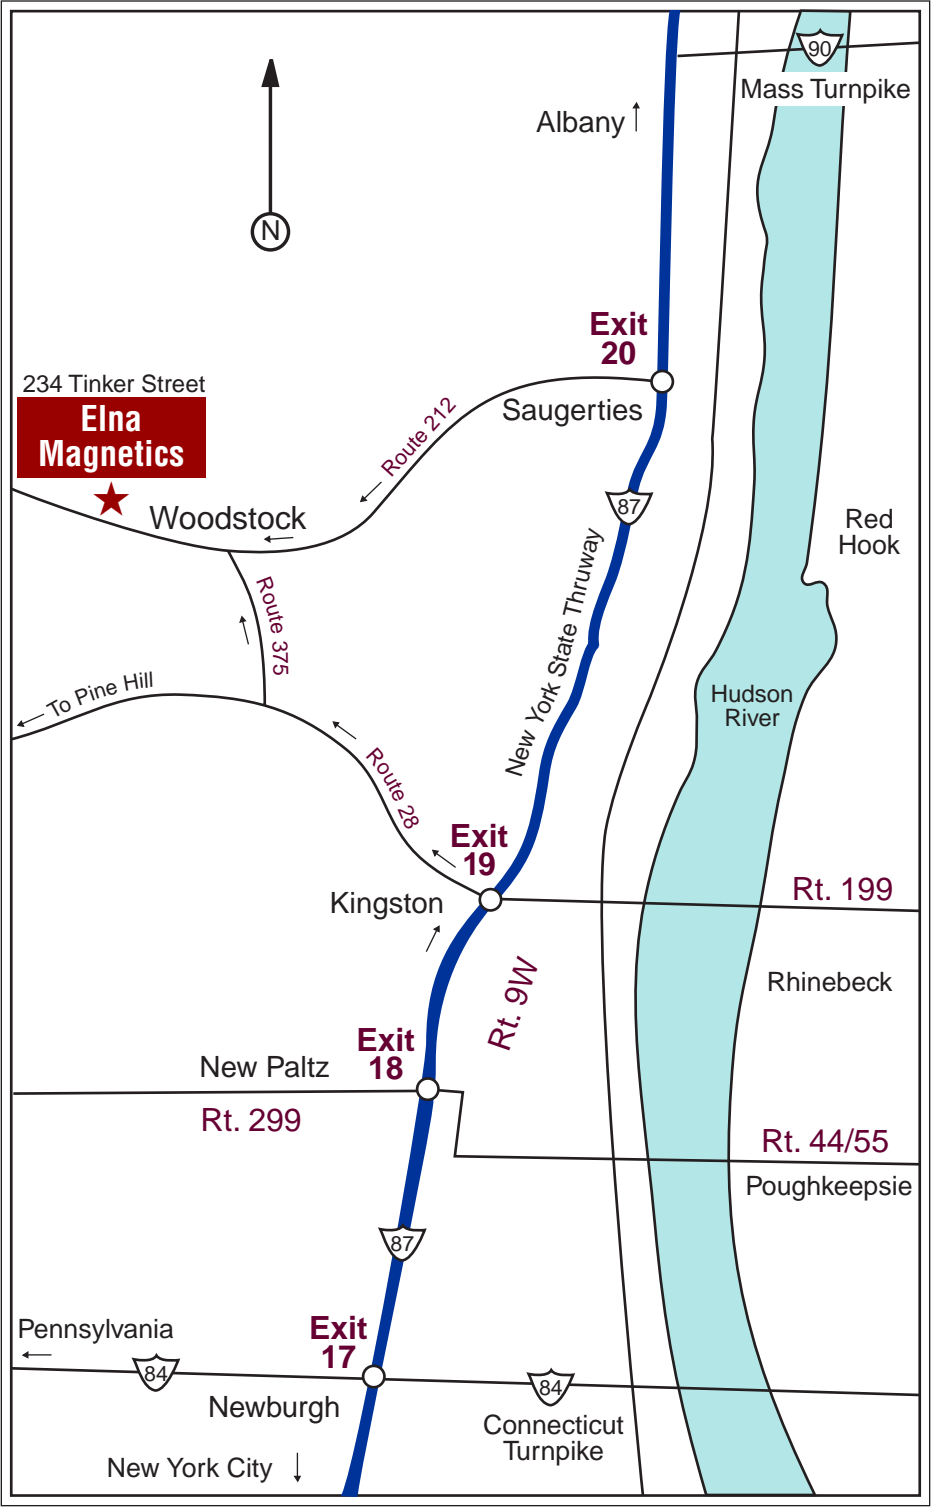 90
Mass Turnpike
Albany
N
Exit
20
234 Tinker Street
Elna
Magnetics
Saugerties
Route 212
87
Woodstock
Red
Hook
New York State Thruway
Route 375
To Pine Hill
Hudson
River
Route 28
Exit
19
Rt. 199
Kingston
Rhinebeck
Rt. 9W
Exit
18
New Paltz
Rt. 299
Rt. 44/55
Poughkeepsie
87
Exit
17
Pennsylvania
84
84
Newburgh
Connecticut
Turnpike
New York City